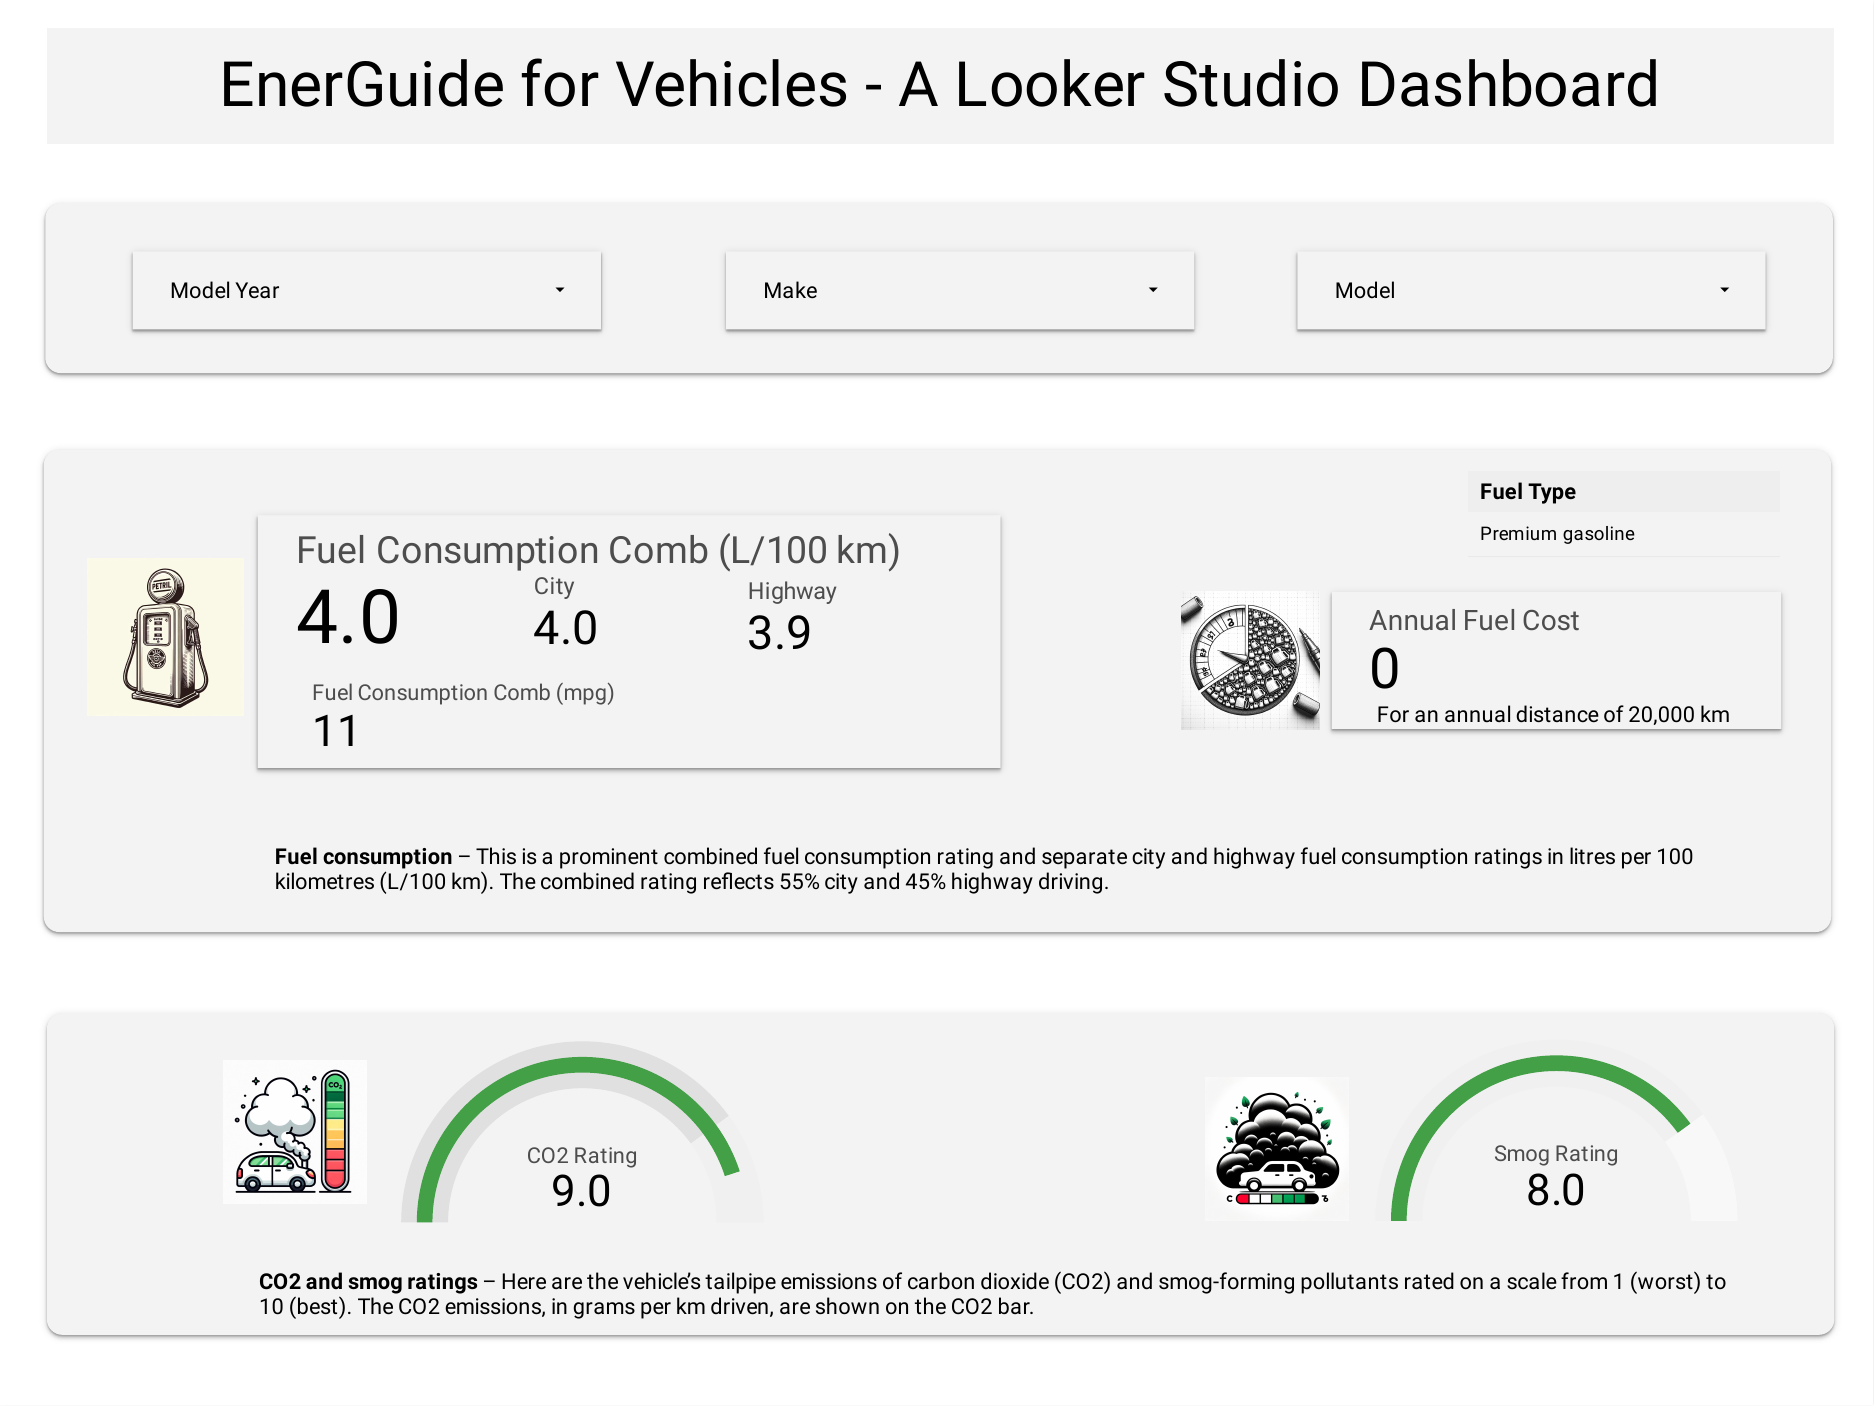 EnerGuide for Vehicles - A Looker Studio Dashboard
Model Year
Make
Model
Fuel Type
Premium gasoline
PETRIL
Fuel Consumption Comb (L/100 km)
4.0
City
4.0
Highway
3.9
Fuel Consumption Comb (mpg)
11
Annual Fuel Cost
0
For an annual distance of 20,000 km
Fuel consumption – This is a prominent combined fuel consumption rating and separate city and highway fuel consumption ratings in litres per 100
kilometres (L/100 km). The combined rating reflects 55% city and 45% highway driving.
CO₂
CO2 Rating
9.0
Smog Rating
8.0
CO2 and smog ratings – Here are the vehicle’s tailpipe emissions of carbon dioxide (CO2) and smog-forming pollutants rated on a scale from 1 (worst) to
10 (best). The CO2 emissions, in grams per km driven, are shown on the CO2 bar.